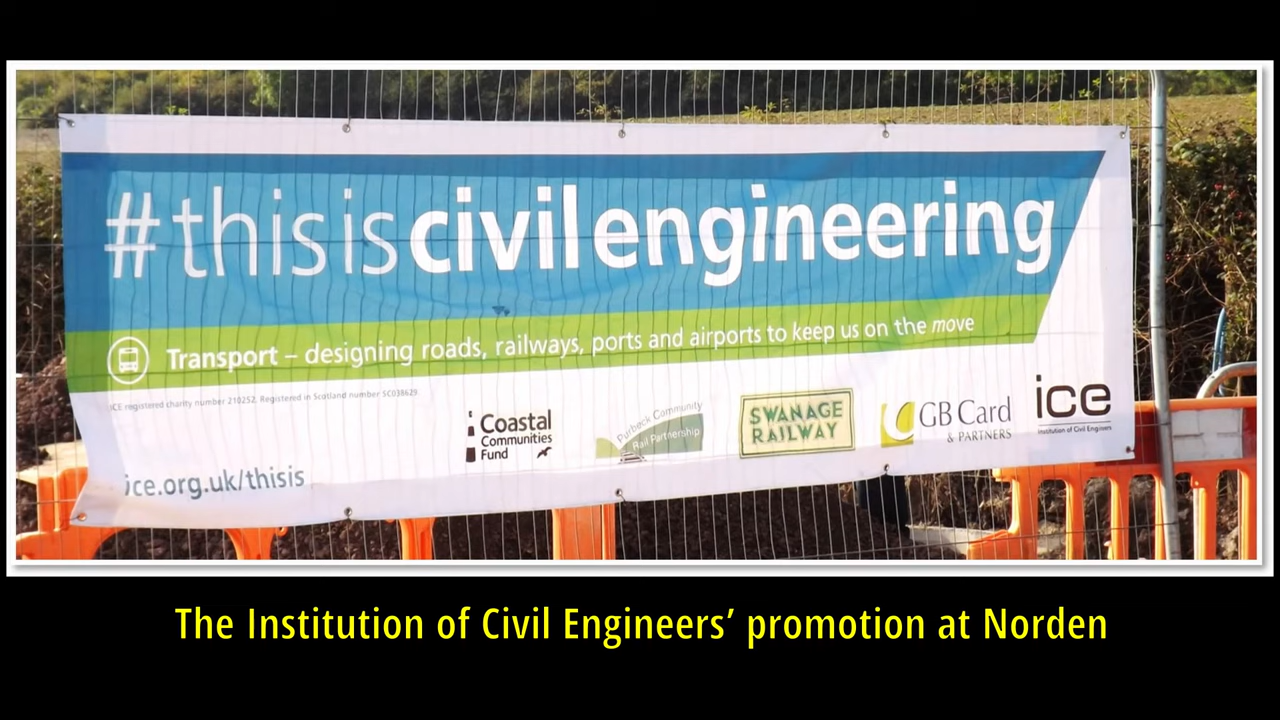 #thisiscivilengineering
Transport – designing roads, railways, ports and airports to keep us on the move
ICE registered charity number 210252. Registered in Scotland number SC038629
Coastal
Communities
Fund
Purbeck Community
Rail Partnership
SWANAGE
RAILWAY
GB Card
& PARTNERS
ice
Institution of Civil Engineers
ice.org.uk/thisis
The Institution of Civil Engineers’ promotion at Norden